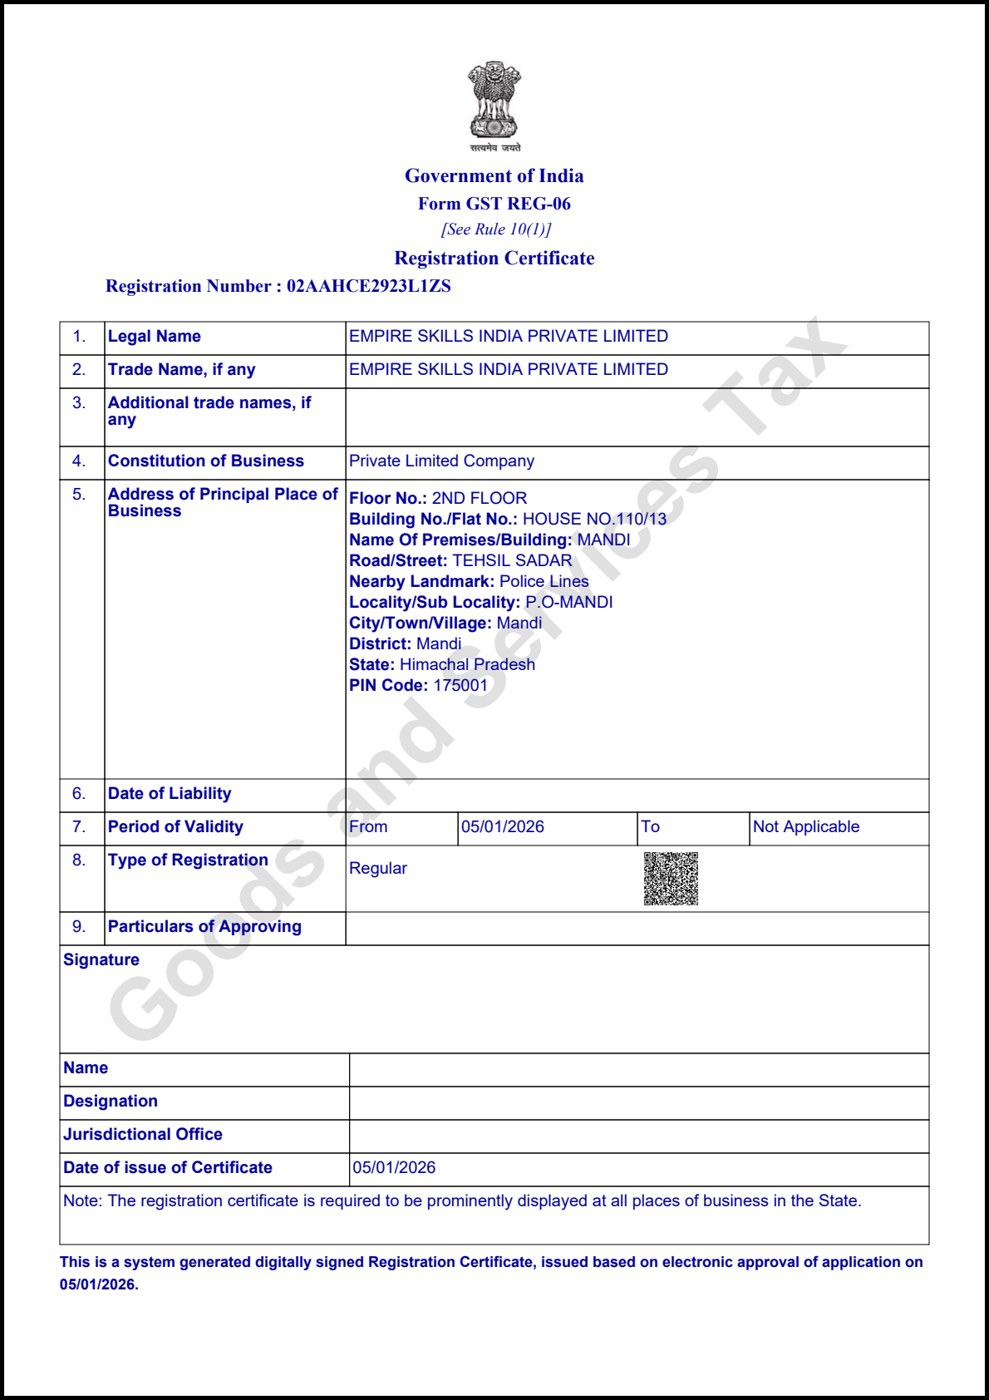 सत्यमेव जयते
Government of India
Form GST REG-06
[See Rule 10(1)]
Registration Certificate
Registration Number : 02AAHCE2923L1ZS
1. Legal Name EMPIRE SKILLS INDIA PRIVATE LIMITED
2. Trade Name, if any EMPIRE SKILLS INDIA PRIVATE LIMITED
3. Additional trade names, if
any
4. Constitution of Business Private Limited Company
5. Address of Principal Place of
Business
Floor No.: 2ND FLOOR
Building No./Flat No.: HOUSE NO.110/13
Name Of Premises/Building: MANDI
Road/Street: TEHSIL SADAR
Nearby Landmark: Police Lines
Locality/Sub Locality: P.O-MANDI
City/Town/Village: Mandi
District: Mandi
State: Himachal Pradesh
PIN Code: 175001
6. Date of Liability
7. Period of Validity From 05/01/2026 To Not Applicable
8. Type of Registration Regular
9. Particulars of Approving
Signature
Name
Designation
Jurisdictional Office
Date of issue of Certificate 05/01/2026
Note: The registration certificate is required to be prominently displayed at all places of business in the State.
This is a system generated digitally signed Registration Certificate, issued based on electronic approval of application on
05/01/2026.
Goods and Services Tax